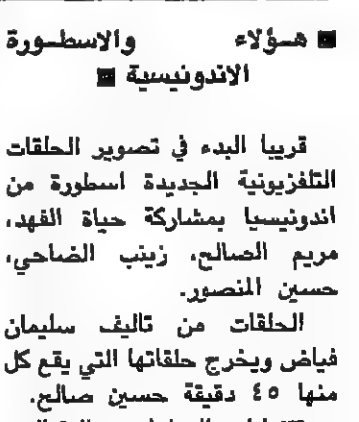 هؤلاء والاسطورة
الاندونيسية
قريبا البدء في تصوير الحلقات
التلفزيونية الجديدة اسطورة من
اندونيسيا بمشاركة حياة الفهد،
مريم الصالح، زينب الضاحي،
حسين المنصور.
الحلقات من تاليف سليمان
فياض ويخرج حلقاتها التي يقع كل
منها ٤٥ دقيقة حسين صالح.